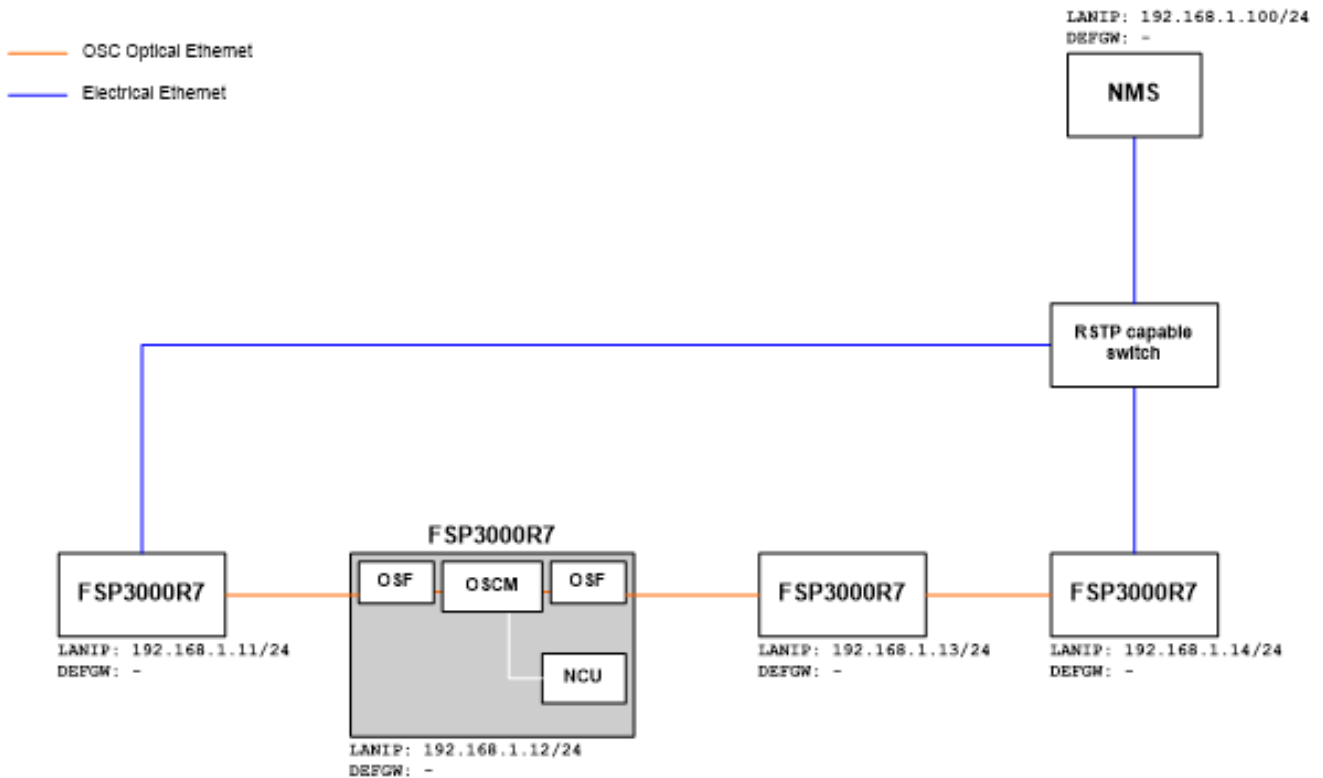 LANIP: 192.168.1.100/24
DEFGW: -
OSC Optical Ethernet
Electrical Ethernet
NMS
RSTP capable
switch
FSP3000R7
FSP3000R7
OSF
OSCM
OSF
NCU
FSP3000R7
FSP3000R7
LANIP: 192.168.1.11/24
DEFGW: -
LANIP: 192.168.1.13/24
DEFGW: -
LANIP: 192.168.1.14/24
DEFGW: -
LANIP: 192.168.1.12/24
DEFGW: -